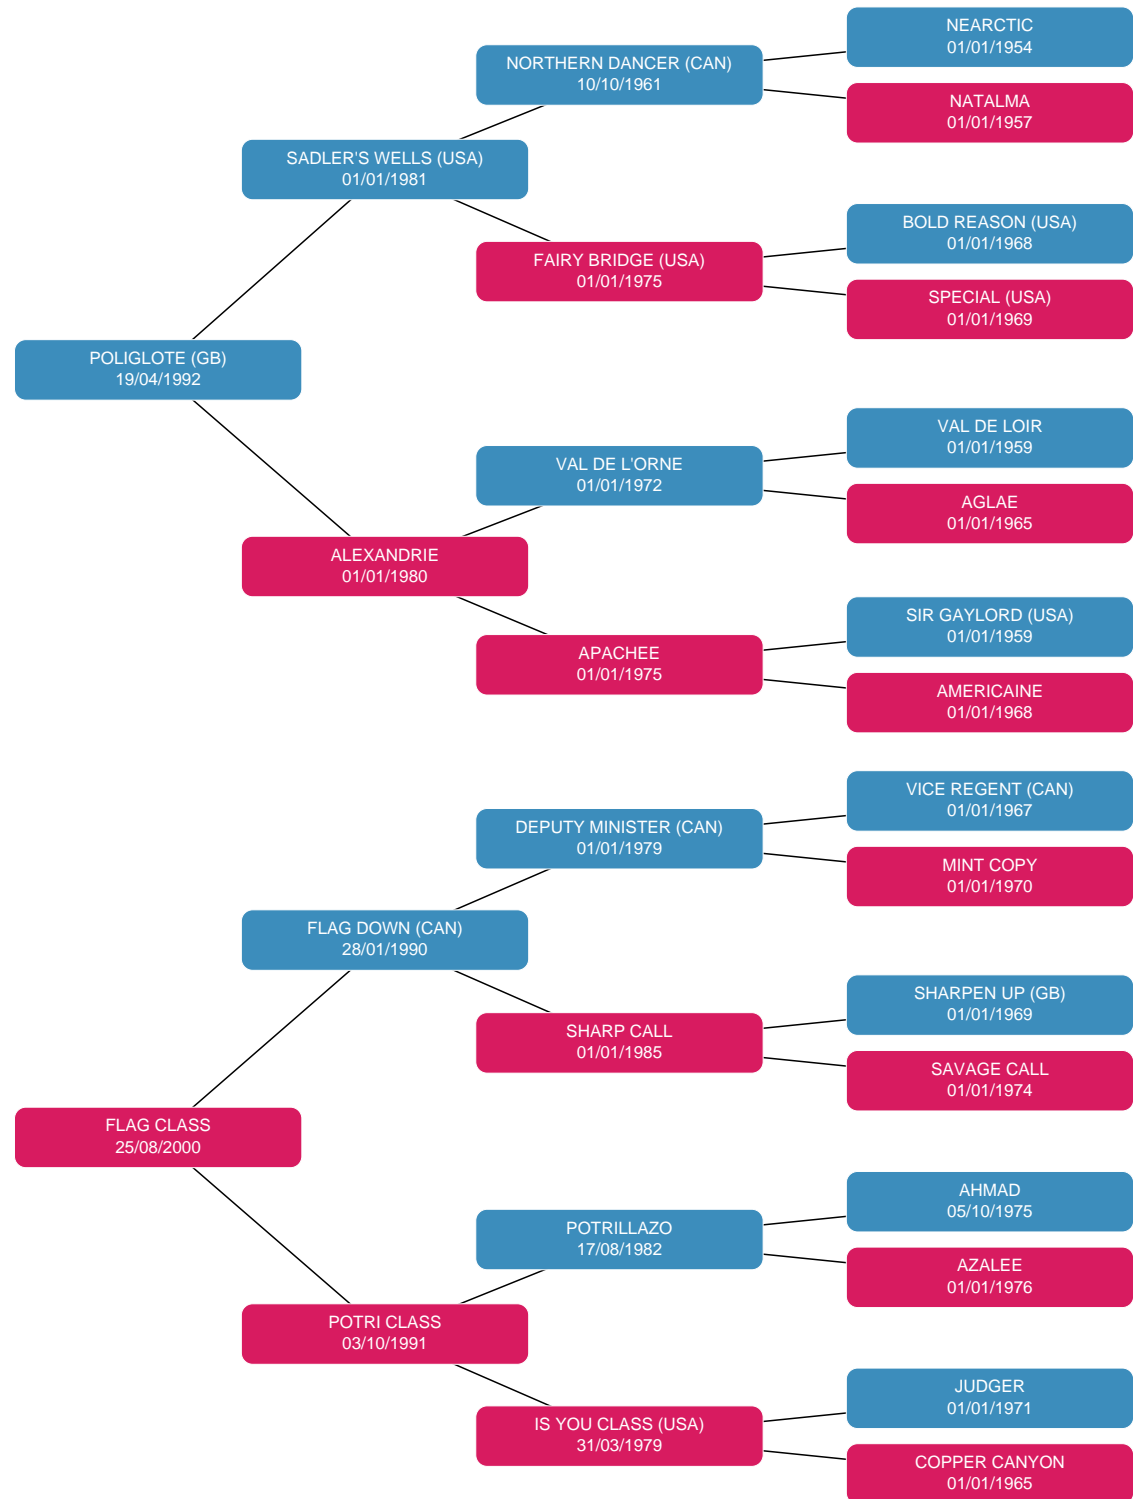 NEARCTIC
01/01/1954
NORTHERN DANCER (CAN)
10/10/1961
NATALMA
01/01/1957
SADLER'S WELLS (USA)
01/01/1981
BOLD REASON (USA)
01/01/1968
FAIRY BRIDGE (USA)
01/01/1975
SPECIAL (USA)
01/01/1969
POLIGLOTE (GB)
19/04/1992
VAL DE LOIR
01/01/1959
VAL DE L'ORNE
01/01/1972
AGLAE
01/01/1965
ALEXANDRIE
01/01/1980
SIR GAYLORD (USA)
01/01/1959
APACHEE
01/01/1975
AMERICAINE
01/01/1968
VICE REGENT (CAN)
01/01/1967
DEPUTY MINISTER (CAN)
01/01/1979
MINT COPY
01/01/1970
FLAG DOWN (CAN)
28/01/1990
SHARPEN UP (GB)
01/01/1969
SHARP CALL
01/01/1985
SAVAGE CALL
01/01/1974
FLAG CLASS
25/08/2000
AHMAD
05/10/1975
POTRILLAZO
17/08/1982
AZALEE
01/01/1976
POTRI CLASS
03/10/1991
JUDGER
01/01/1971
IS YOU CLASS (USA)
31/03/1979
COPPER CANYON
01/01/1965